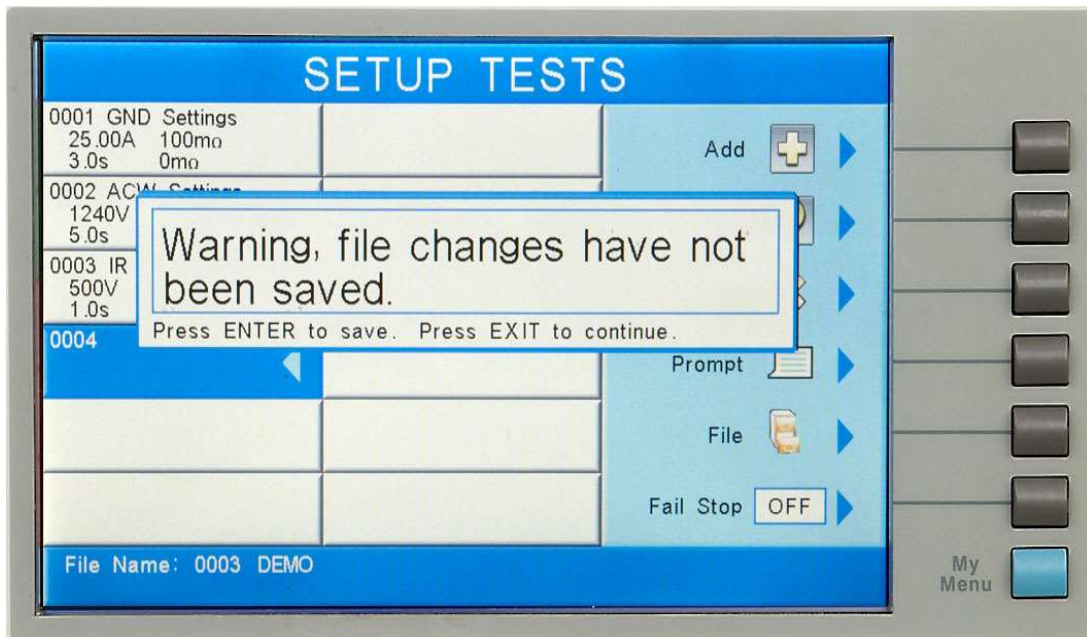 SETUP TESTS
0001 GND Settings
25.00A 100mΩ
3.0s 0mΩ
0002 ACW Settings
1240V
5.0s
0003 IR
500V
1.0s
0004
Warning, file changes have not
been saved.
Press ENTER to save. Press EXIT to continue.
Add
Prompt
File
Fail Stop OFF
File Name: 0003 DEMO
My
Menu